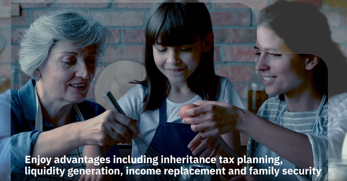 Enjoy advantages including inheritance tax planning,
liquidity generation, income replacement and family security